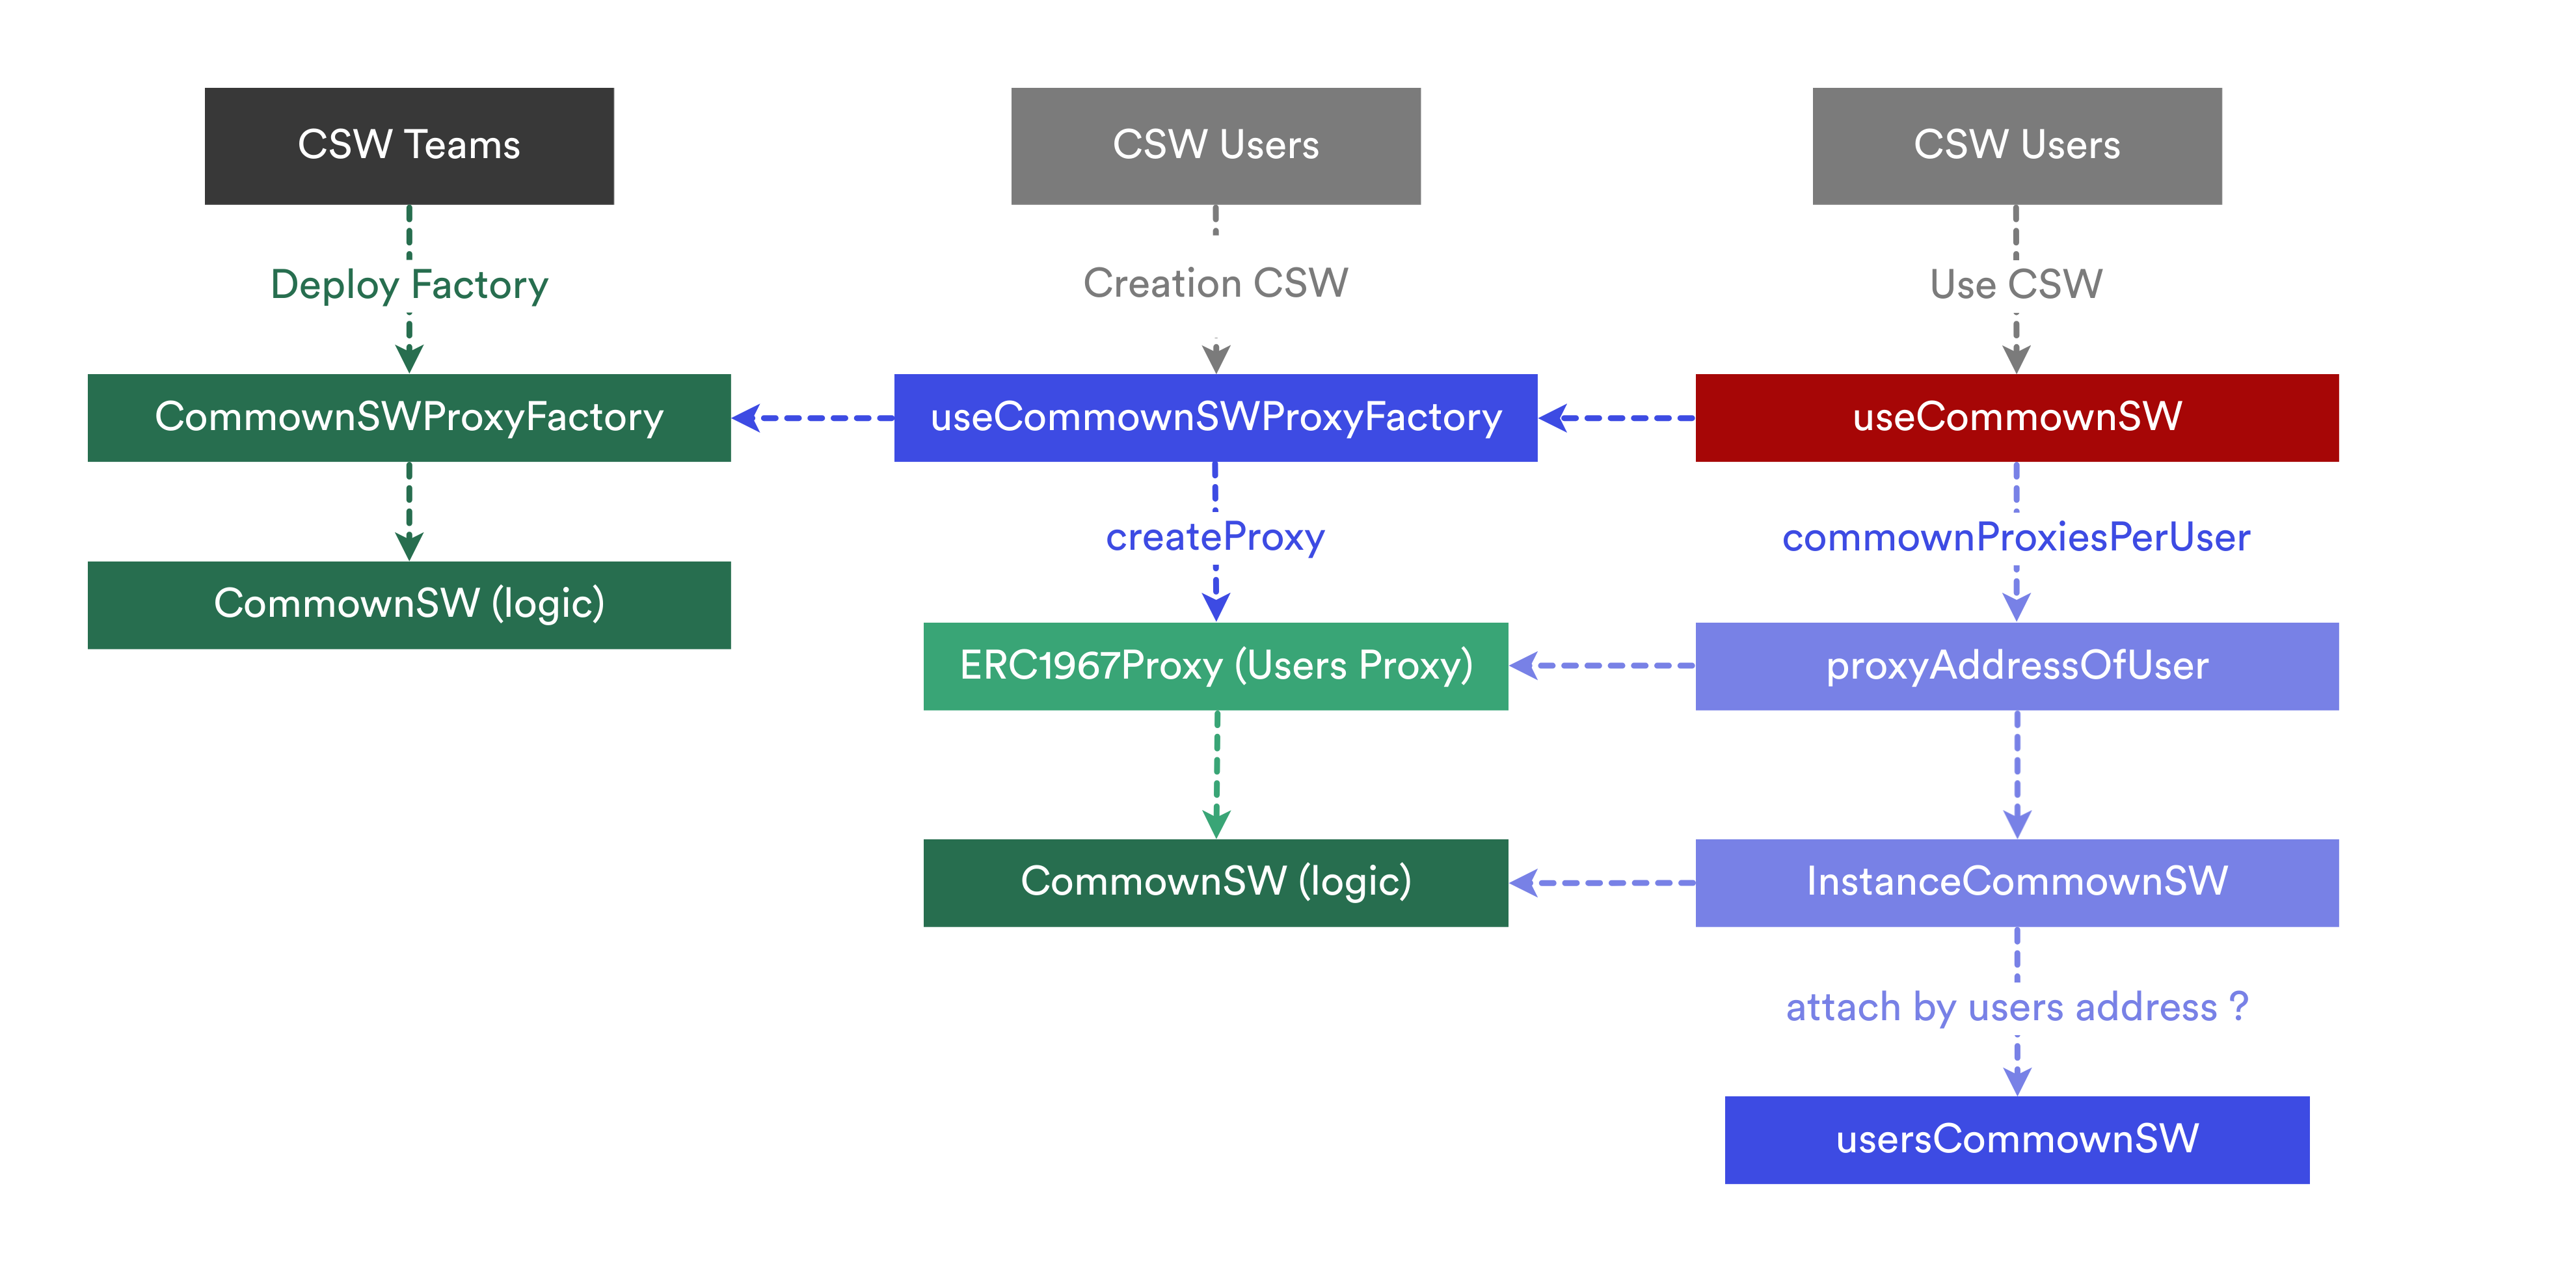 CSW Teams
CSW Users
CSW Users
Deploy Factory
Creation CSW
Use CSW
CommownSWProxyFactory
useCommownSWProxyFactory
useCommownSW
createProxy
commownProxiesPerUser
CommownSW (logic)
ERC1967Proxy (Users Proxy)
proxyAddressOfUser
CommownSW (logic)
InstanceCommownSW
attach by users address ?
usersCommownSW